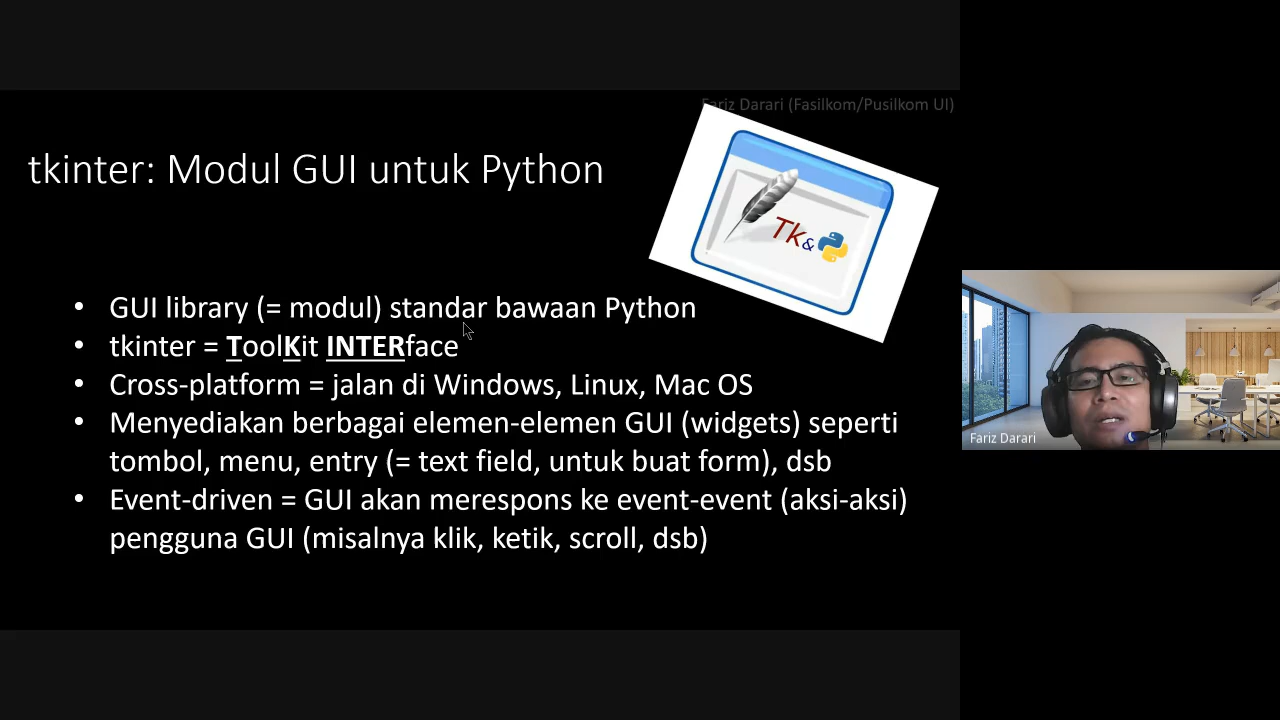 Fariz Darari (Fasilkom/Pusilkom UI)
tkinter: Modul GUI untuk Python
Tk &
• GUI library (= modul) standar bawaan Python
• tkinter = ToolKit INTERface
• Cross-platform = jalan di Windows, Linux, Mac OS
• Menyediakan berbagai elemen-elemen GUI (widgets) seperti
tombol, menu, entry (= text field, untuk buat form), dsb
• Event-driven = GUI akan merespons ke event-event (aksi-aksi)
pengguna GUI (misalnya klik, ketik, scroll, dsb)
Fariz Darari